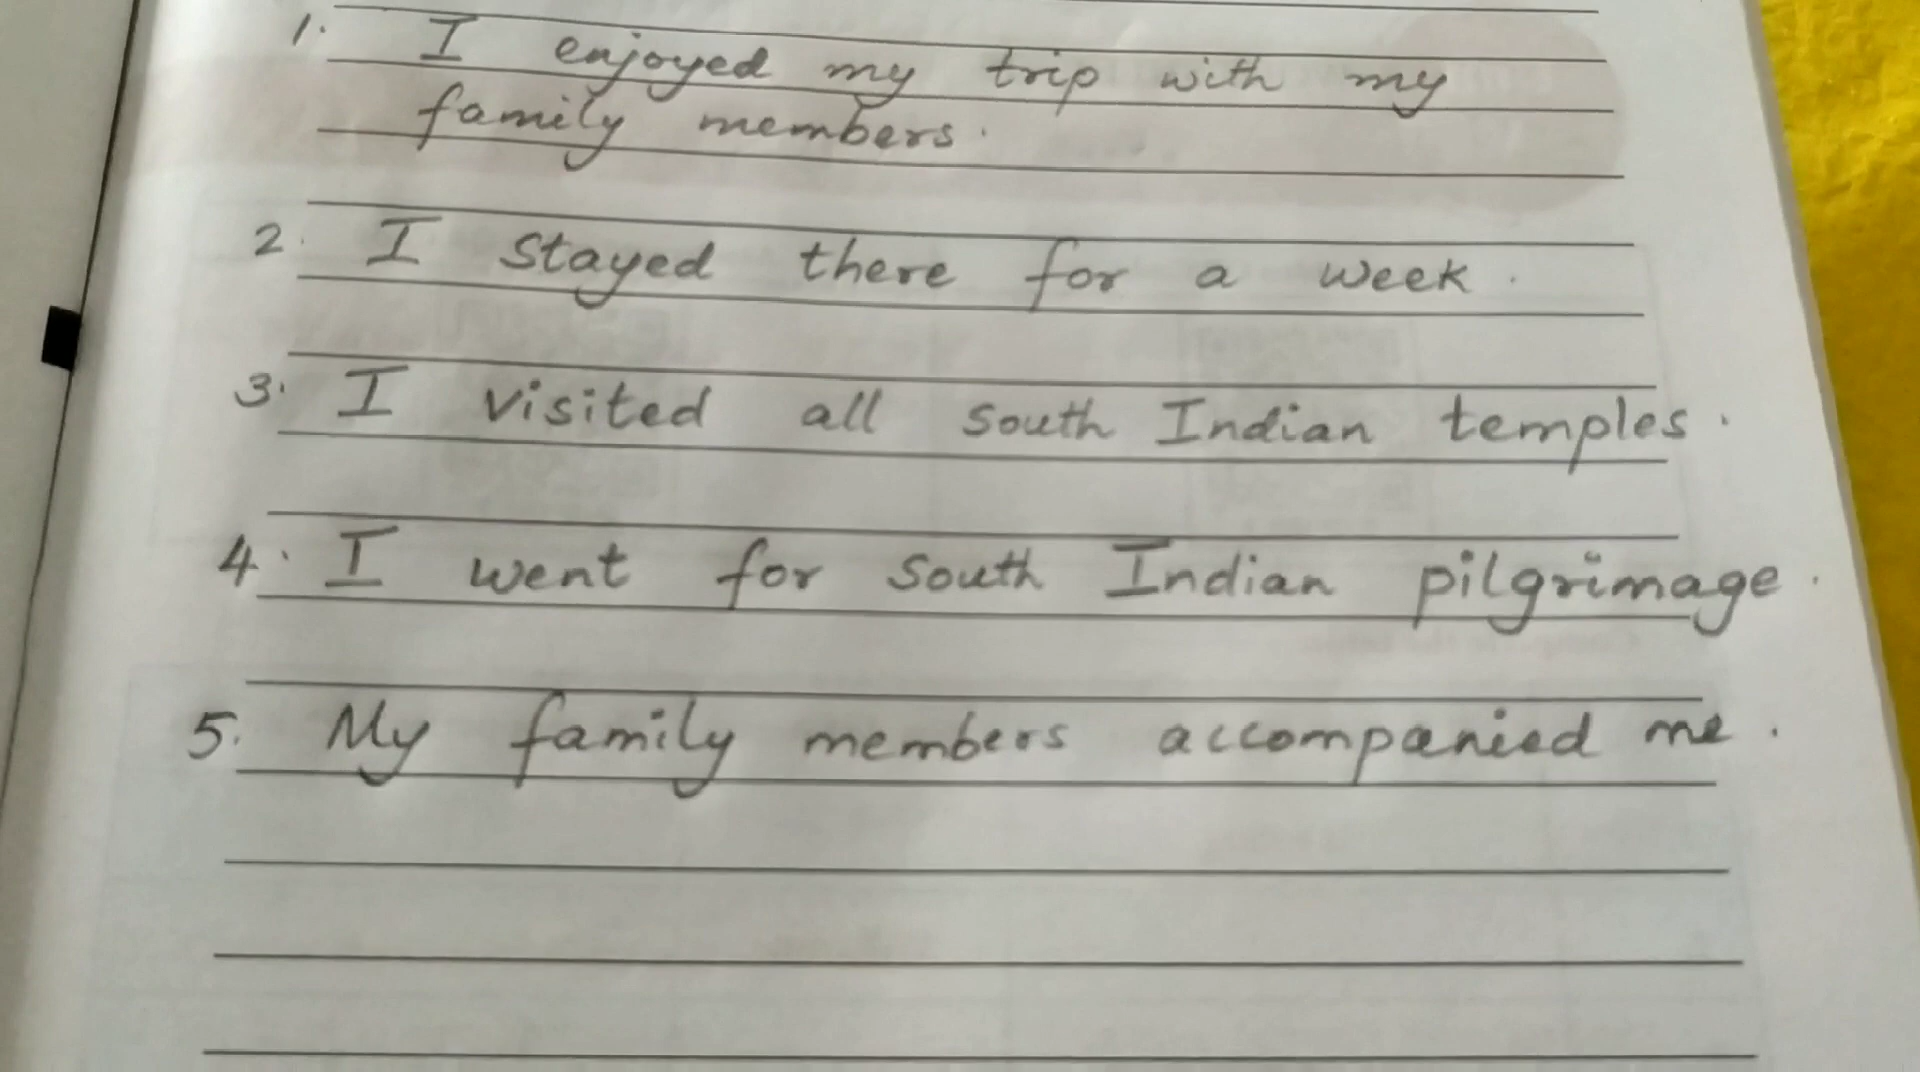 1. I enjoyed my trip with my
family members.
2. I stayed there for a week.
3. I visited all south Indian temples.
4. I went for south Indian pilgrimage.
5. My family members accompanied me.